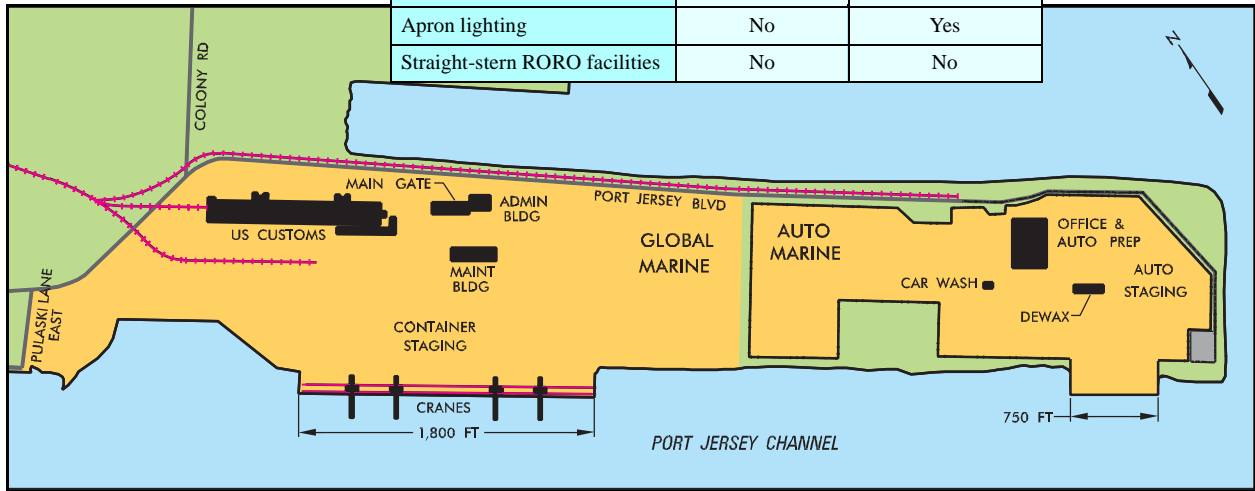 Apron lighting No Yes
Straight-stern RORO facilities No No
N
COLONY RD
MAIN GATE
ADMIN
BLDG
PORT JERSEY BLVD
US CUSTOMS
MAINT
BLDG
GLOBAL
MARINE
AUTO
MARINE
OFFICE &
AUTO PREP
CAR WASH
AUTO
STAGING
DEWAX
PULASKI LANE
EAST
CONTAINER
STAGING
CRANES
1,800 FT
750 FT
PORT JERSEY CHANNEL